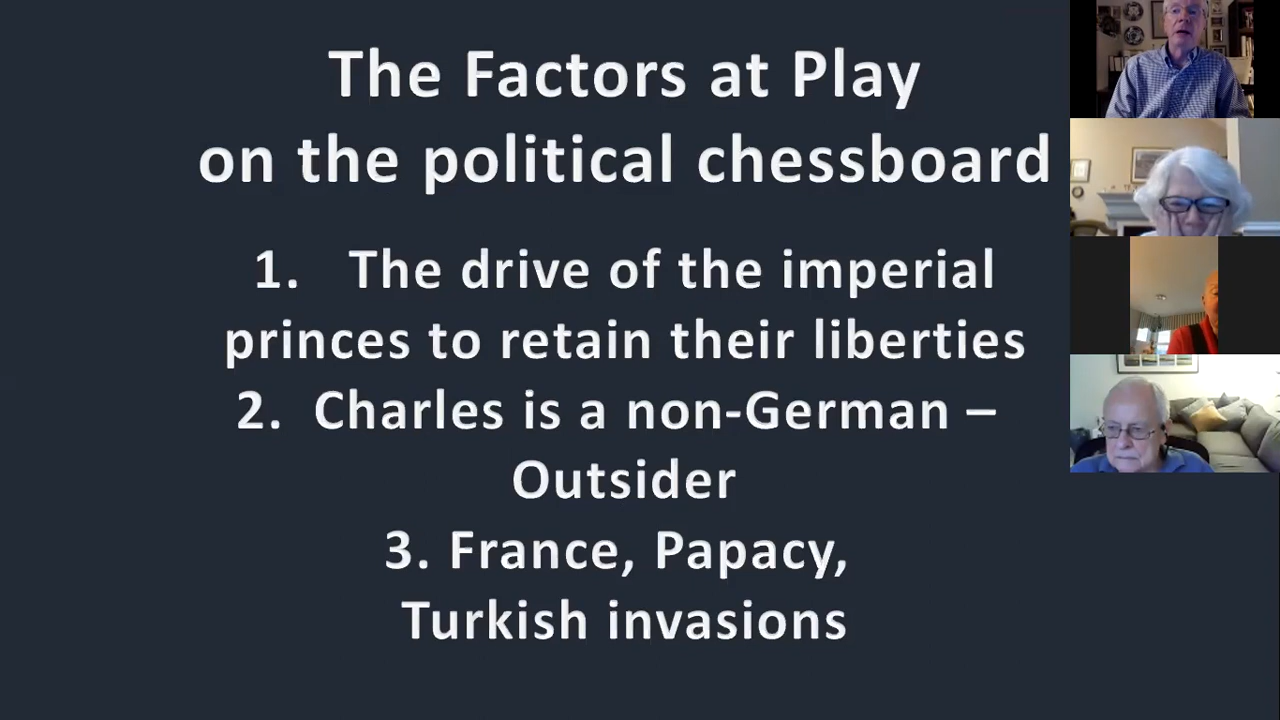 The Factors at Play
on the political chessboard
1. The drive of the imperial
princes to retain their liberties
2. Charles is a non-German –
Outsider
3. France, Papacy,
Turkish invasions